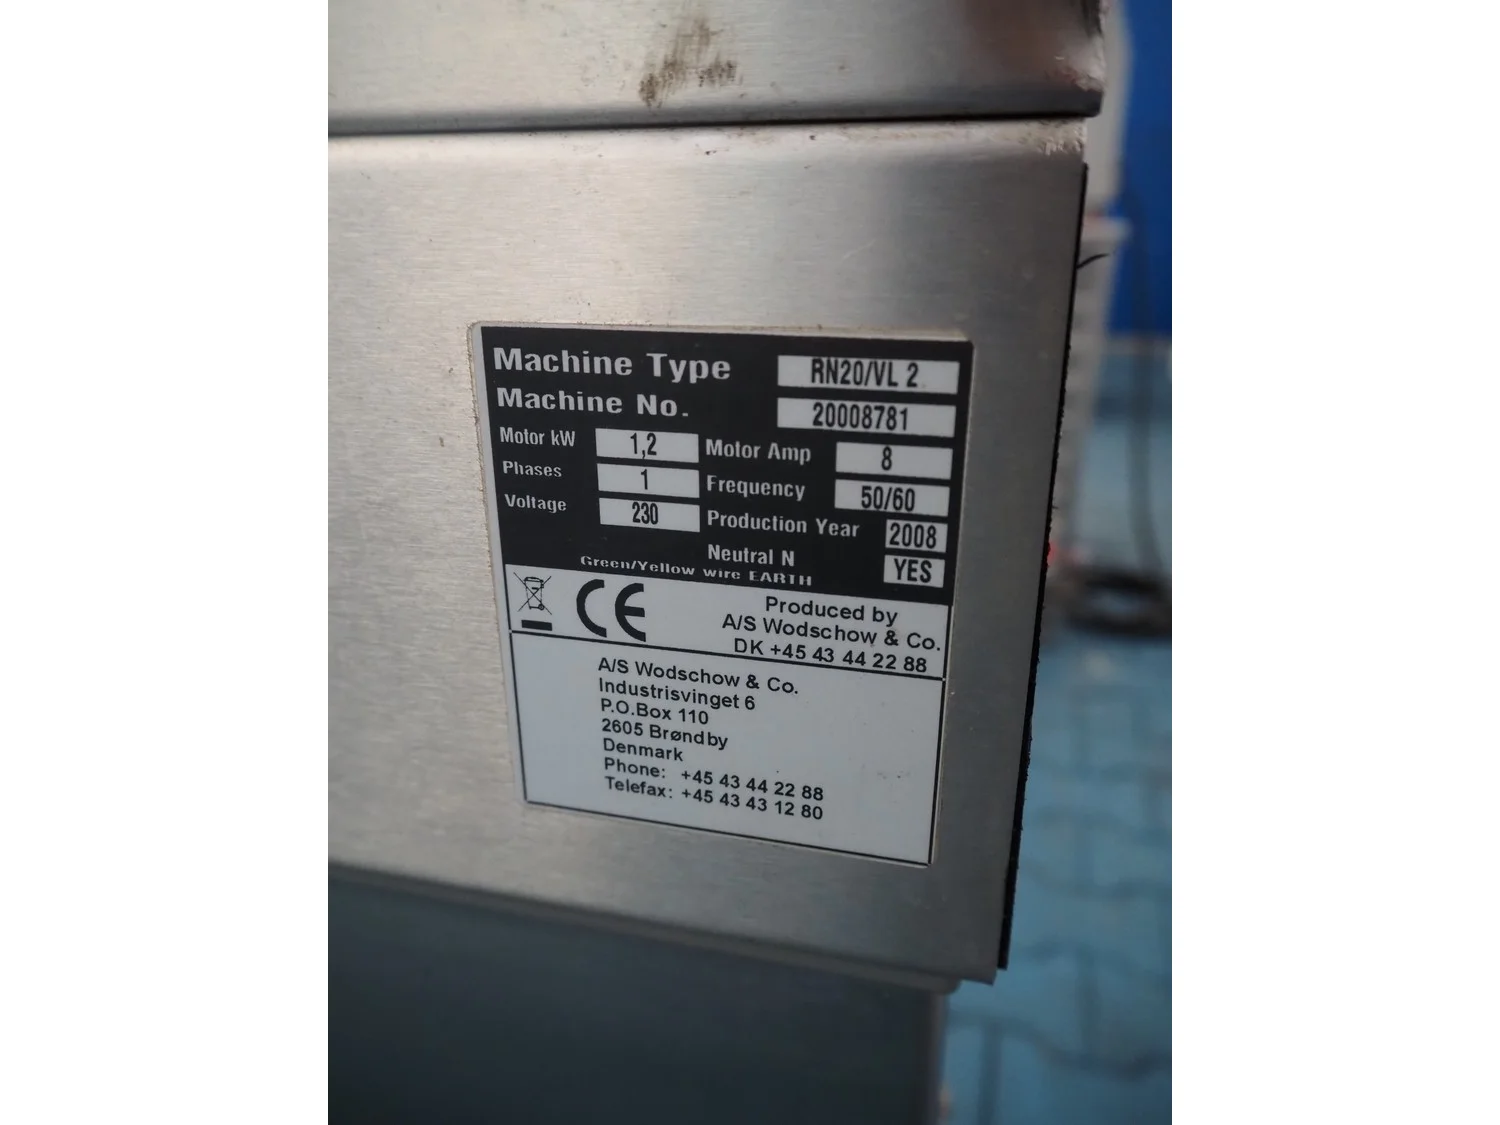 Machine Type RN20/VL 2
Machine No. 20008781
Motor kW 1,2 Motor Amp 8
Phases 1 Frequency 50/60
Voltage 230 Production Year 2008
Neutral N YES
Green/Yellow wire EARTH
CE
Produced by
A/S Wodschow & Co.
DK +45 43 44 22 88
A/S Wodschow & Co.
Industrisvinget 6
P.O.Box 110
2605 Brøndby
Denmark
Phone: +45 43 44 22 88
Telefax: +45 43 43 12 80